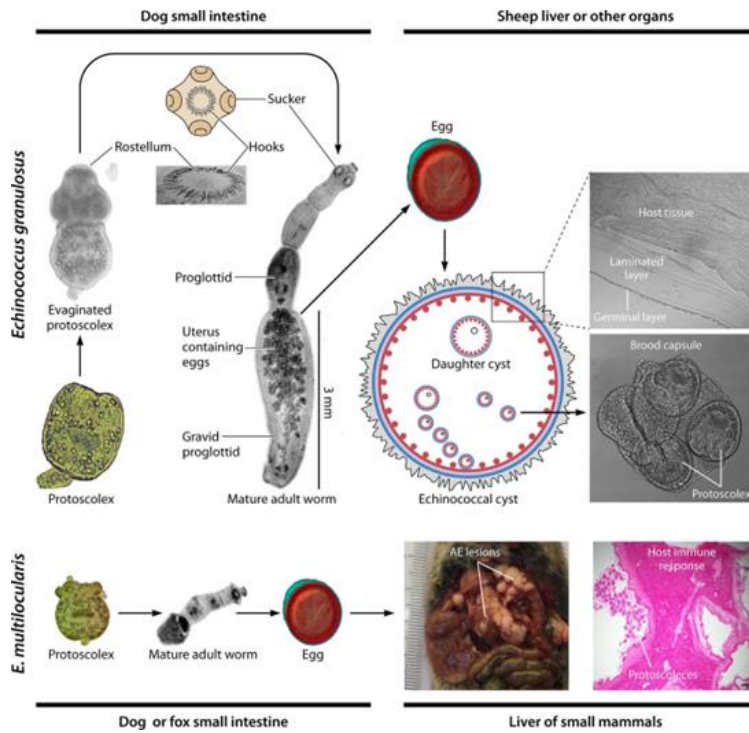 Dog small intestine
Sheep liver or other organs
Echinococcus granulosus
Sucker
Rostellum
Hooks
Egg
Evaginated
protoscolex
Proglottid
Uterus
containing
eggs
3 mm
Gravid
proglottid
Protoscolex
Mature adult worm
Host tissue
Laminated
layer
Germinal layer
Daughter cyst
Echinococcal cyst
Brood capsule
Protoscolex
E. multilocularis
Protoscolex
Mature adult worm
Egg
AE lesions
Host immune
response
Protoscoleces
Dog or fox small intestine
Liver of small mammals